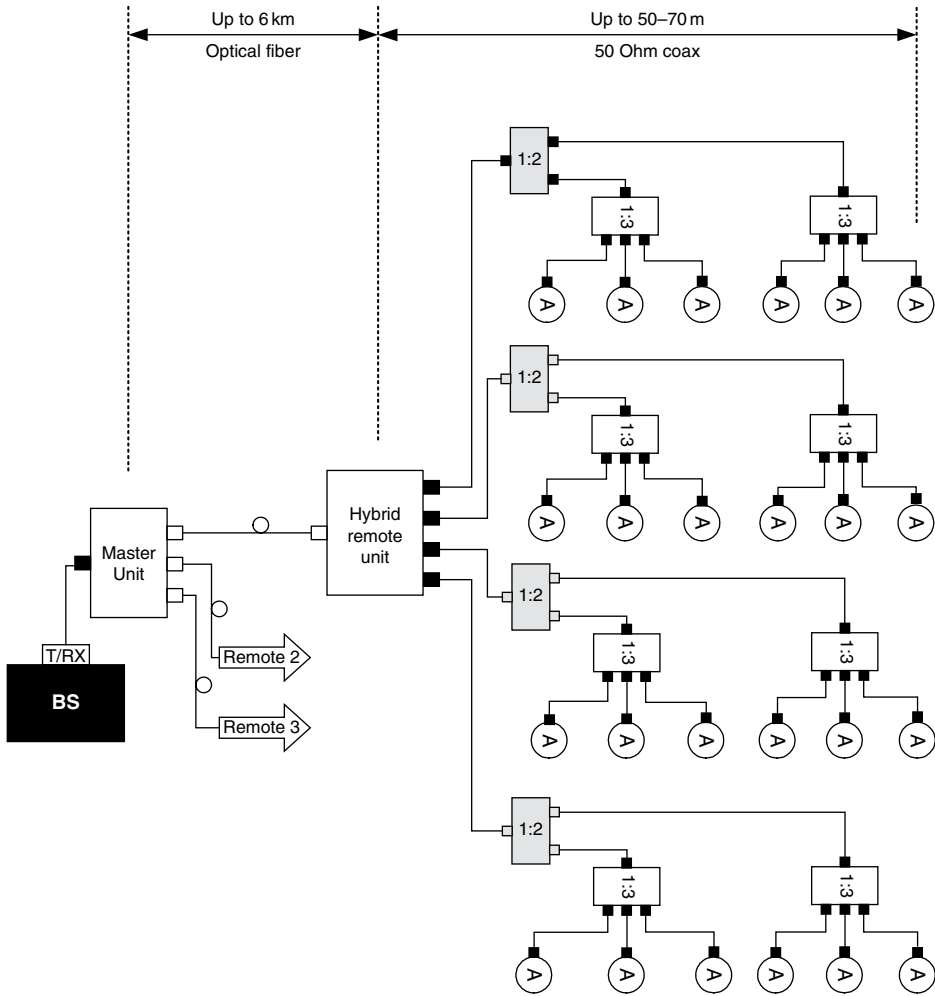 Up to 6 km
Optical fiber
Up to 50–70 m
50 Ohm coax
1:2
1:3
1:3
A
A
A
A
A
A
1:2
1:3
1:3
A
A
A
A
A
A
Hybrid
remote
unit
Master
Unit
1:2
1:3
1:3
A
A
A
A
A
A
T/RX
BS
Remote 2
Remote 3
1:2
1:3
1:3
A
A
A
A
A
A